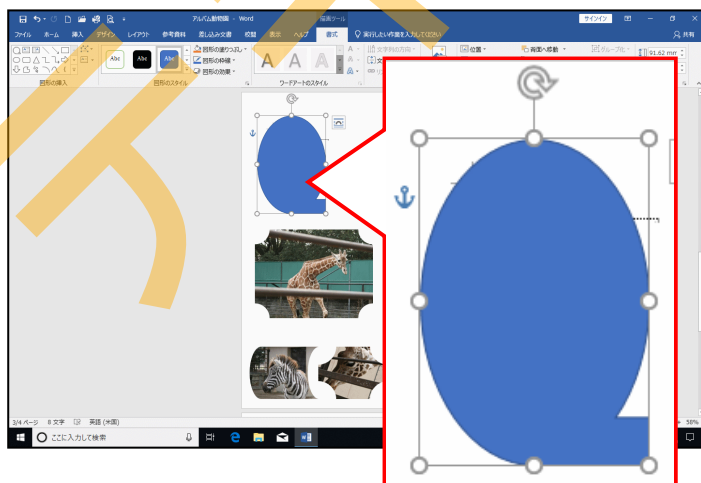 アルバム動物園 - Word
描画ツール
サインイン
ファイル ホーム 挿入 デザイン レイアウト 参考資料 差し込み文書 校閲 表示 ヘルプ 書式 実行したい作業を入力してください 共有
Abc Abc Abc
図形の塗りつぶし
図形の枠線
図形の効果
A A A
文字列の方向
位置
背面へ移動
グループ化
91.62 mm
図形の挿入 図形のスタイル ワードアートのスタイル
3/4 ページ 8 文字 英語 (米国)
58%
ここに入力して検索